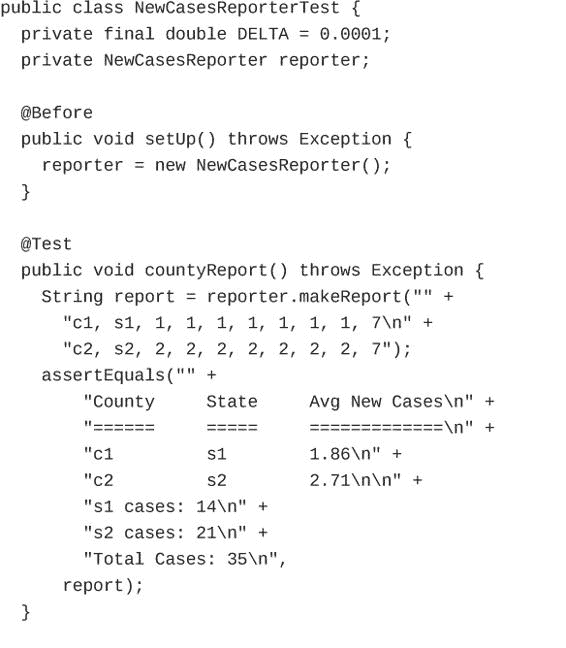 public class NewCasesReporterTest {
  private final double DELTA = 0.0001;
  private NewCasesReporter reporter;

  @Before
  public void setUp() throws Exception {
    reporter = new NewCasesReporter();
  }

  @Test
  public void countyReport() throws Exception {
    String report = reporter.makeReport("" +
      "c1, s1, 1, 1, 1, 1, 1, 1, 1, 7\n" +
      "c2, s2, 2, 2, 2, 2, 2, 2, 2, 7");
    assertEquals("" +
        "County     State     Avg New Cases\n" +
        "======     =====     =============\n" +
        "c1         s1        1.86\n" +
        "c2         s2        2.71\n\n" +
        "s1 cases: 14\n" +
        "s2 cases: 21\n" +
        "Total Cases: 35\n",
      report);
  }